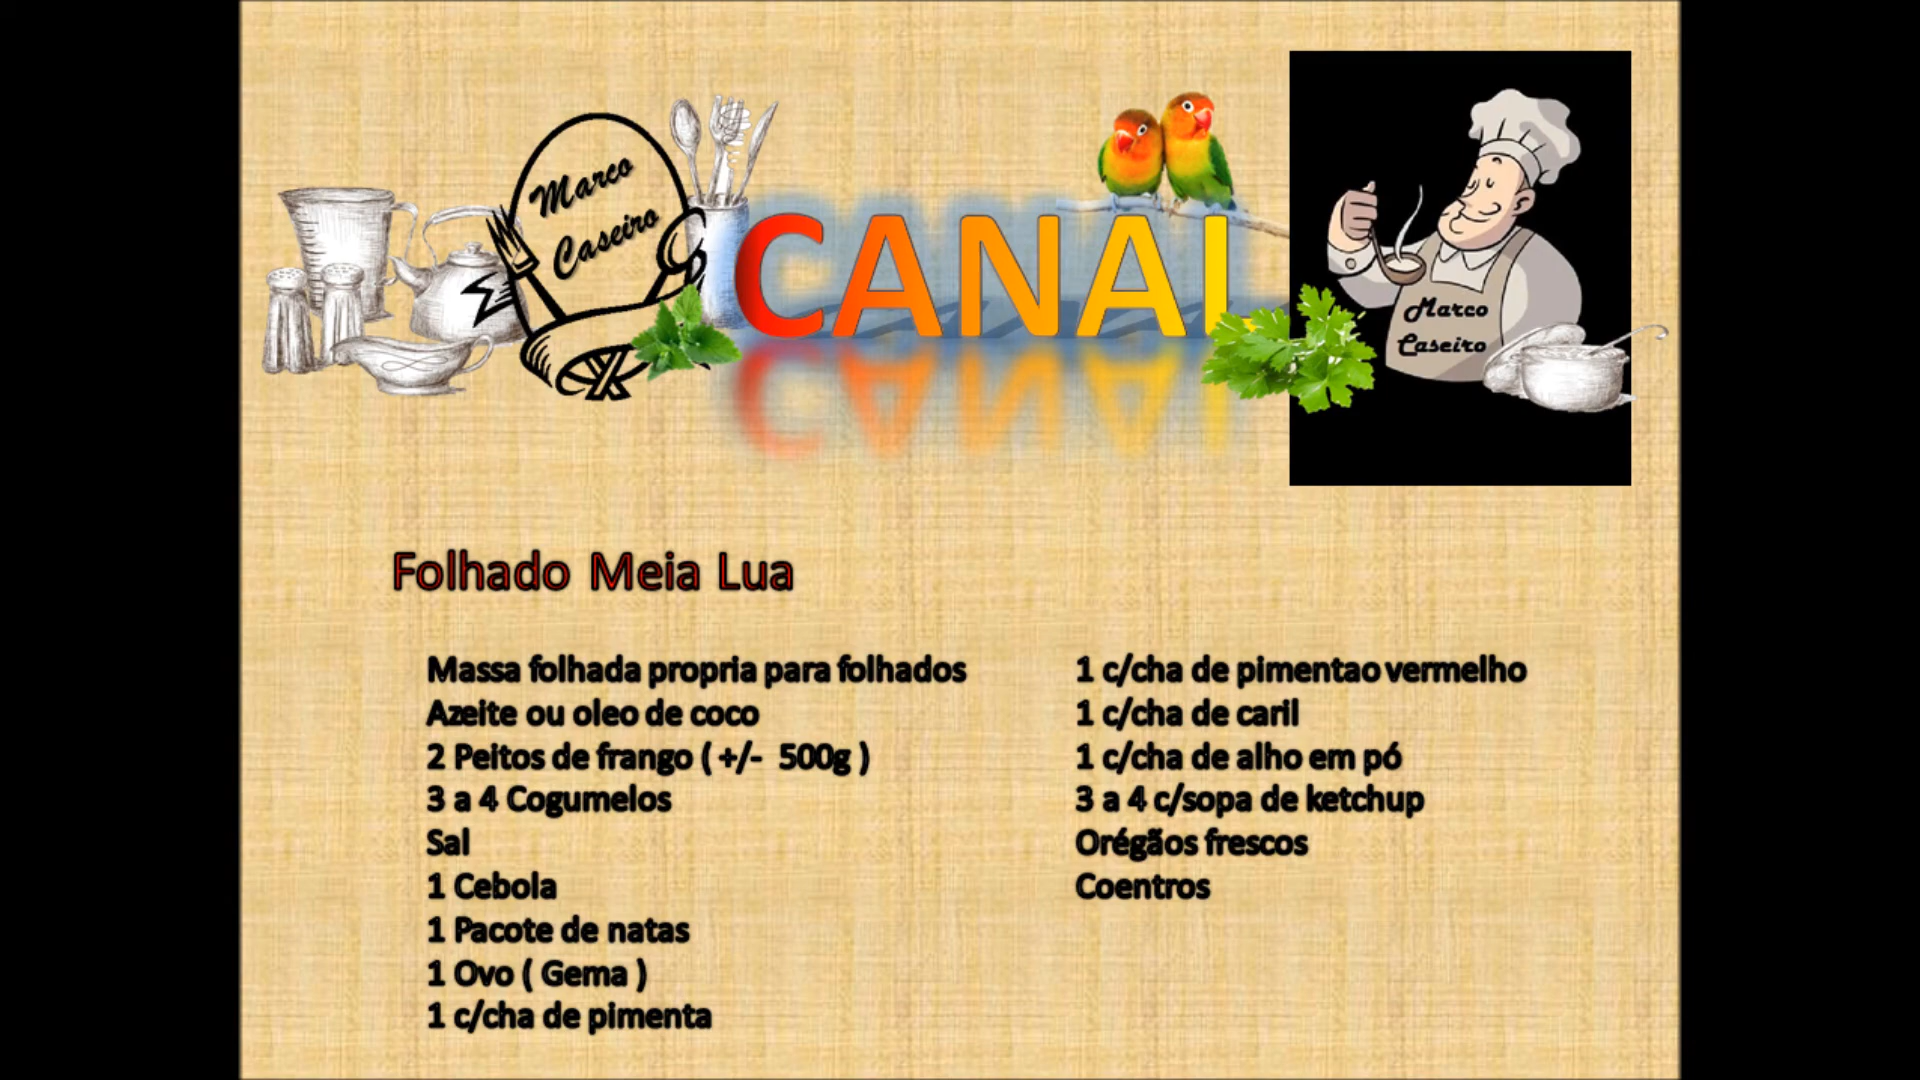 Marco
Caseiro
CANAL
Marco
Caseiro
Folhado Meia Lua
Massa folhada propria para folhados
Azeite ou oleo de coco
2 Peitos de frango ( +/-  500g )
3 a 4 Cogumelos
Sal
1 Cebola
1 Pacote de natas
1 Ovo ( Gema )
1 c/cha de pimenta
1 c/cha de pimentao vermelho
1 c/cha de caril
1 c/cha de alho em pó
3 a 4 c/sopa de ketchup
Orégãos frescos
Coentros